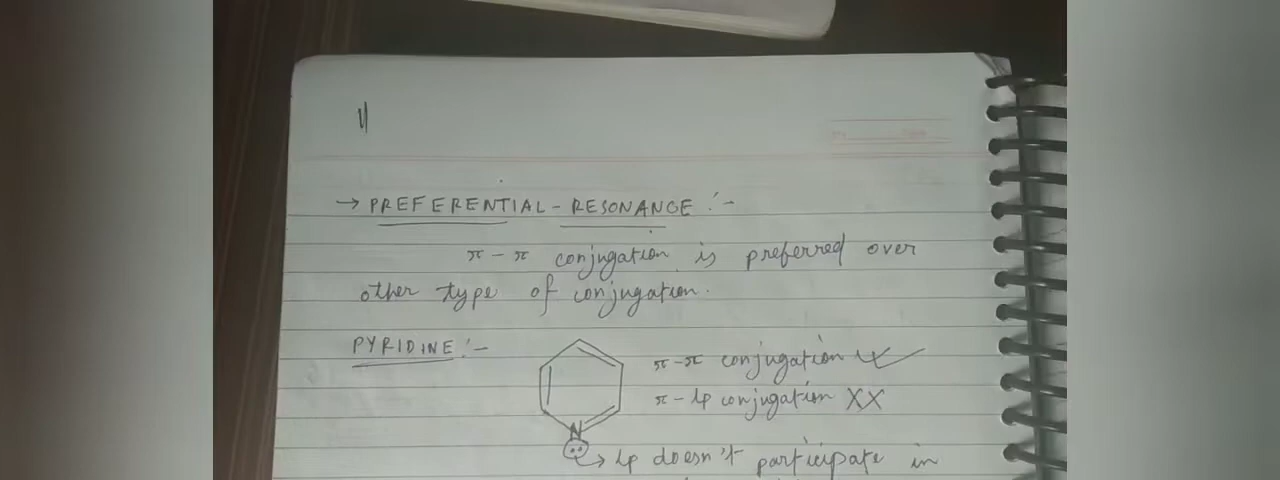 11
→ PREFERENTIAL-RESONANCE :-
π-π conjugation is preferred over
other type of conjugation.
PYRIDINE :-
π-π conjugation ✓
π-lp conjugation XX
N
→ lp doesn't participate in